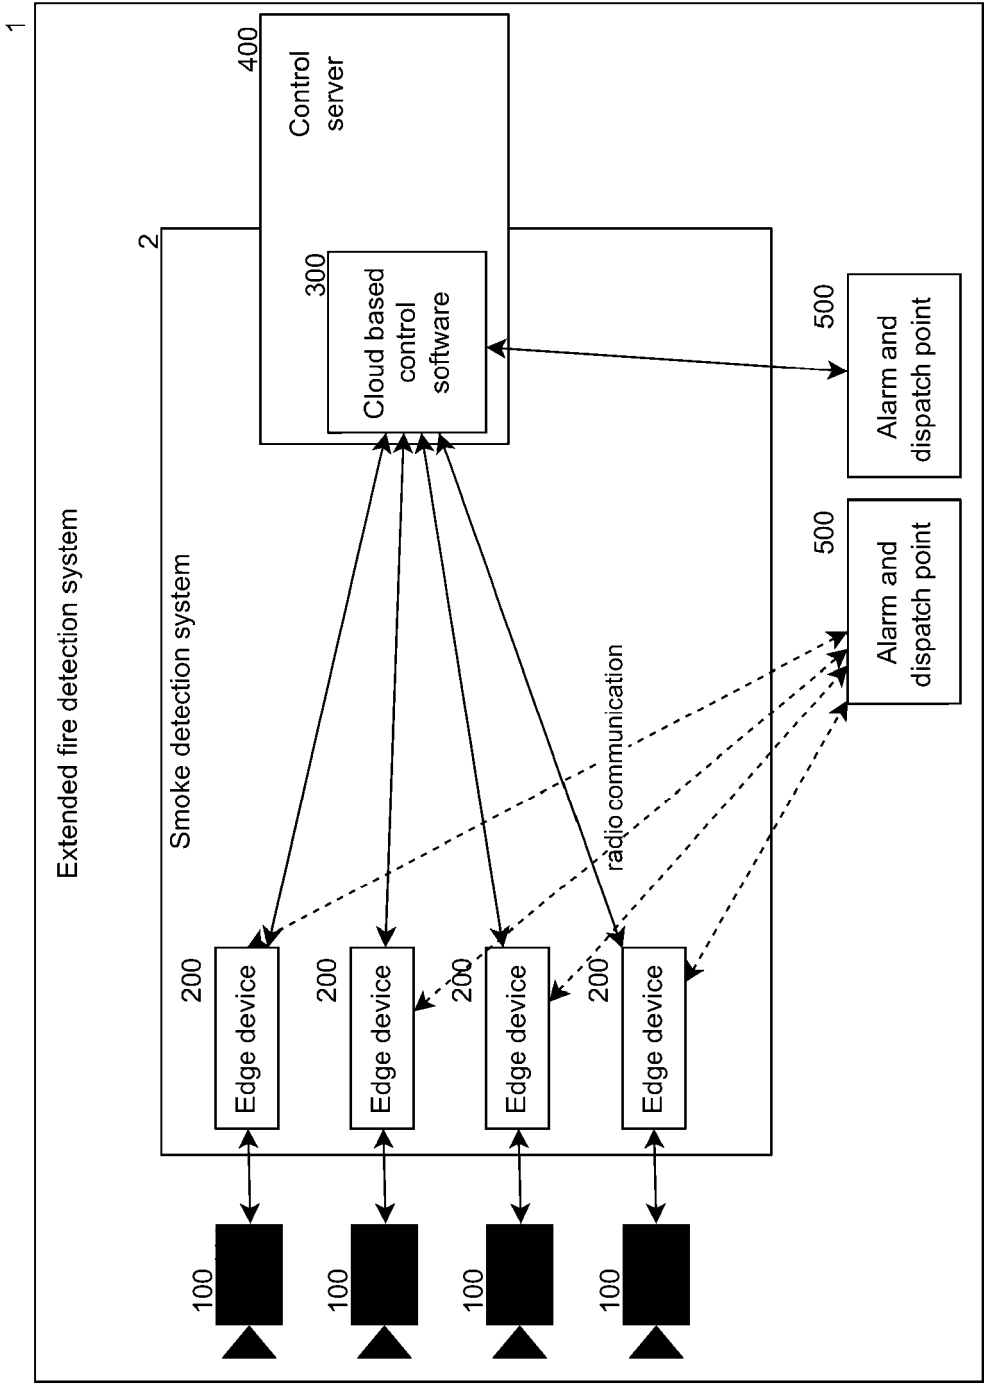 1
Extended fire detection system
2
Smoke detection system
400
Control
server
300
Cloud based
control
software
100
200
Edge device
100
200
Edge device
100
200
Edge device
100
200
Edge device
radio communication
500
Alarm and
dispatch point
500
Alarm and
dispatch point